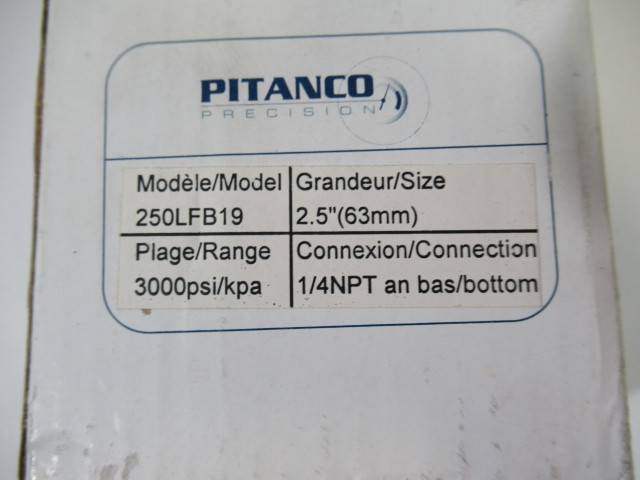 PITANCO
PRECISION
Modèle/Model
250LFB19
Grandeur/Size
2.5"(63mm)
Plage/Range
3000psi/kpa
Connexion/Connection
1/4NPT an bas/bottom